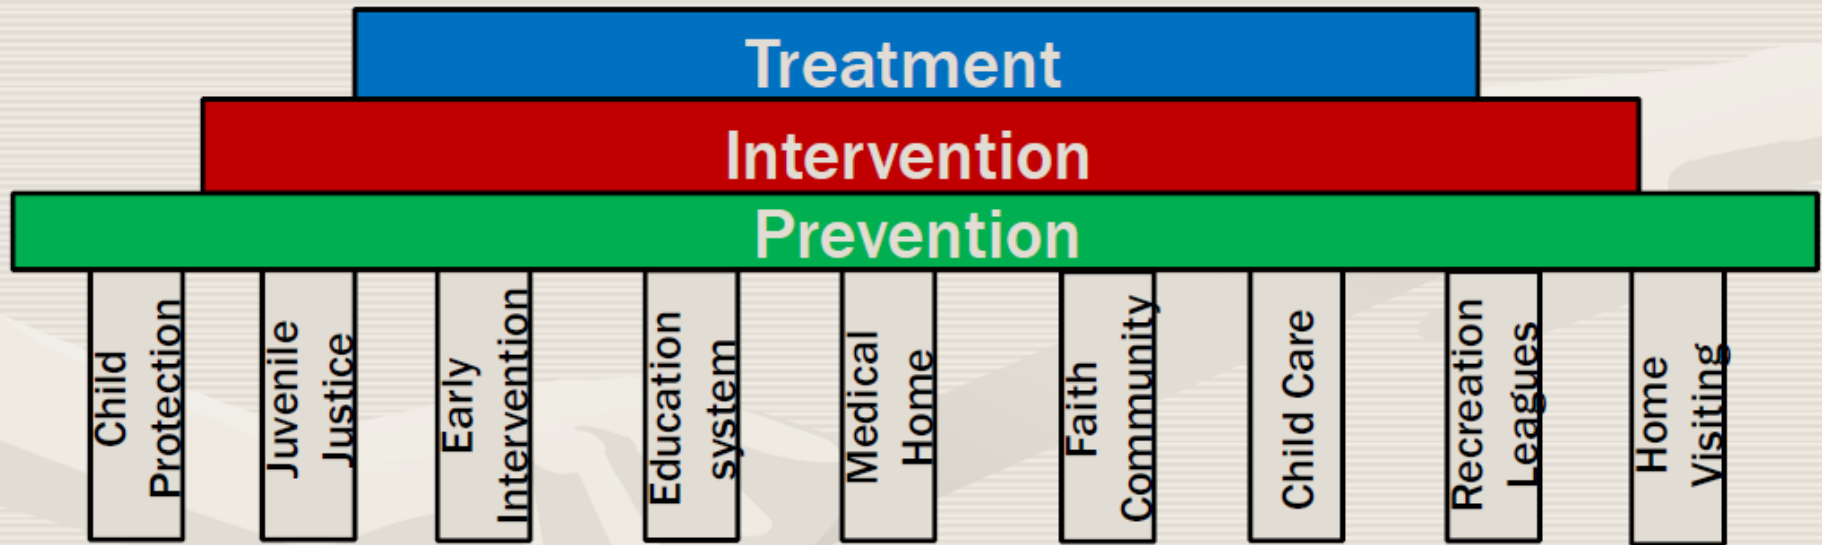 Treatment
Intervention
Prevention
Child
Protection
Juvenile
Justice
Early
Intervention
Education
system
Medical
Home
Faith
Community
Child Care
Recreation
Leagues
Home
Visiting